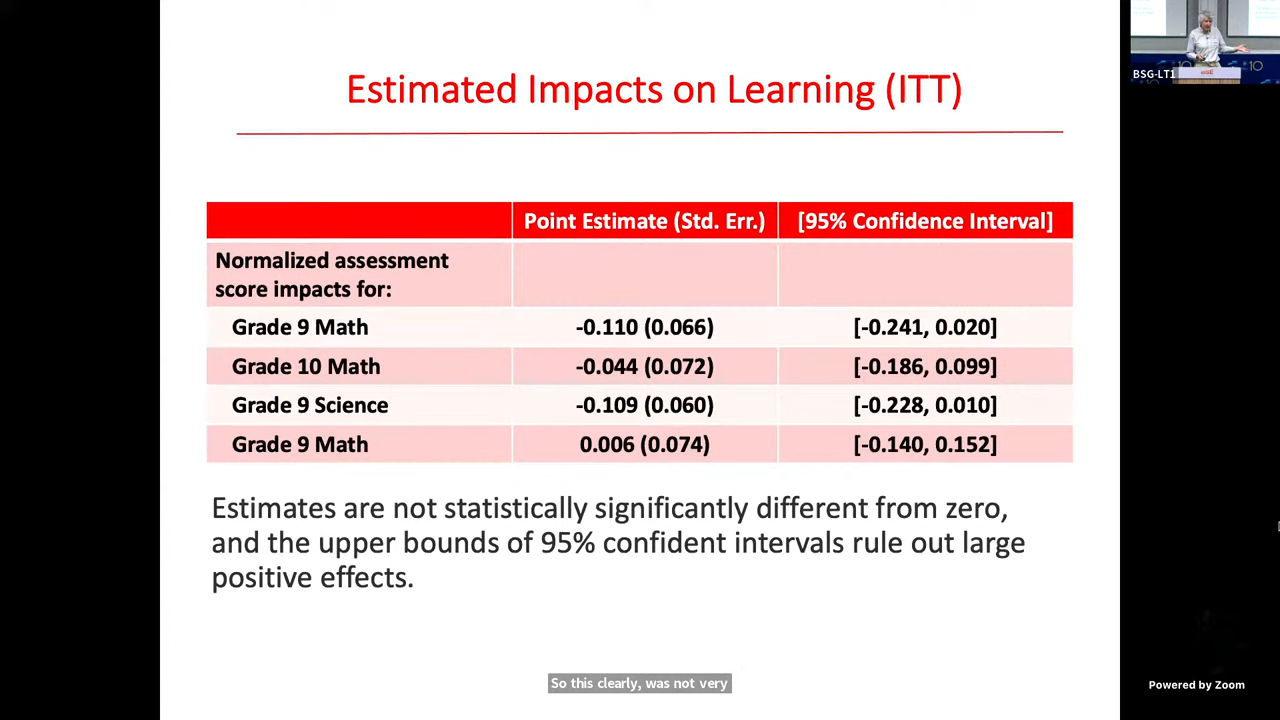 Estimated Impacts on Learning (ITT)
BSG-LT1
Point Estimate (Std. Err.) [95% Confidence Interval]
Normalized assessment
score impacts for:
Grade 9 Math -0.110 (0.066) [-0.241, 0.020]
Grade 10 Math -0.044 (0.072) [-0.186, 0.099]
Grade 9 Science -0.109 (0.060) [-0.228, 0.010]
Grade 9 Math 0.006 (0.074) [-0.140, 0.152]
Estimates are not statistically significantly different from zero,
and the upper bounds of 95% confident intervals rule out large
positive effects.
So this clearly, was not very
Powered by Zoom